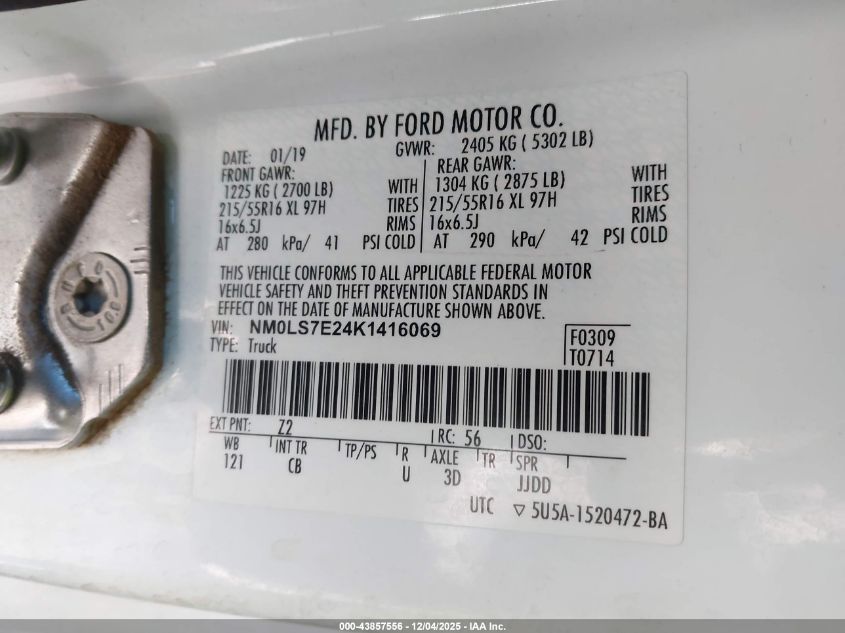 MFD. BY FORD MOTOR CO.
DATE: 01/19 GVWR: 2405 KG ( 5302 LB)
FRONT GAWR: REAR GAWR:
1225 KG ( 2700 LB) WITH 1304 KG ( 2875 LB) WITH
215/55R16 XL 97H TIRES 215/55R16 XL 97H TIRES
16x6.5J RIMS 16x6.5J RIMS
AT 280 kPa/ 41 PSI COLD AT 290 kPa/ 42 PSI COLD
THIS VEHICLE CONFORMS TO ALL APPLICABLE FEDERAL MOTOR
VEHICLE SAFETY AND THEFT PREVENTION STANDARDS IN
EFFECT ON THE DATE OF MANUFACTURE SHOWN ABOVE.
VIN: NM0LS7E24K1416069
TYPE: Truck
F0309
T0714
EXT PNT: Z2 RC: 56 DSO:
WB INT TR TP/PS R AXLE TR SPR
121 CB U 3D JJDD
UTC ▽ 5U5A-1520472-BA
000-43857556 - 12/04/2025 - IAA Inc.